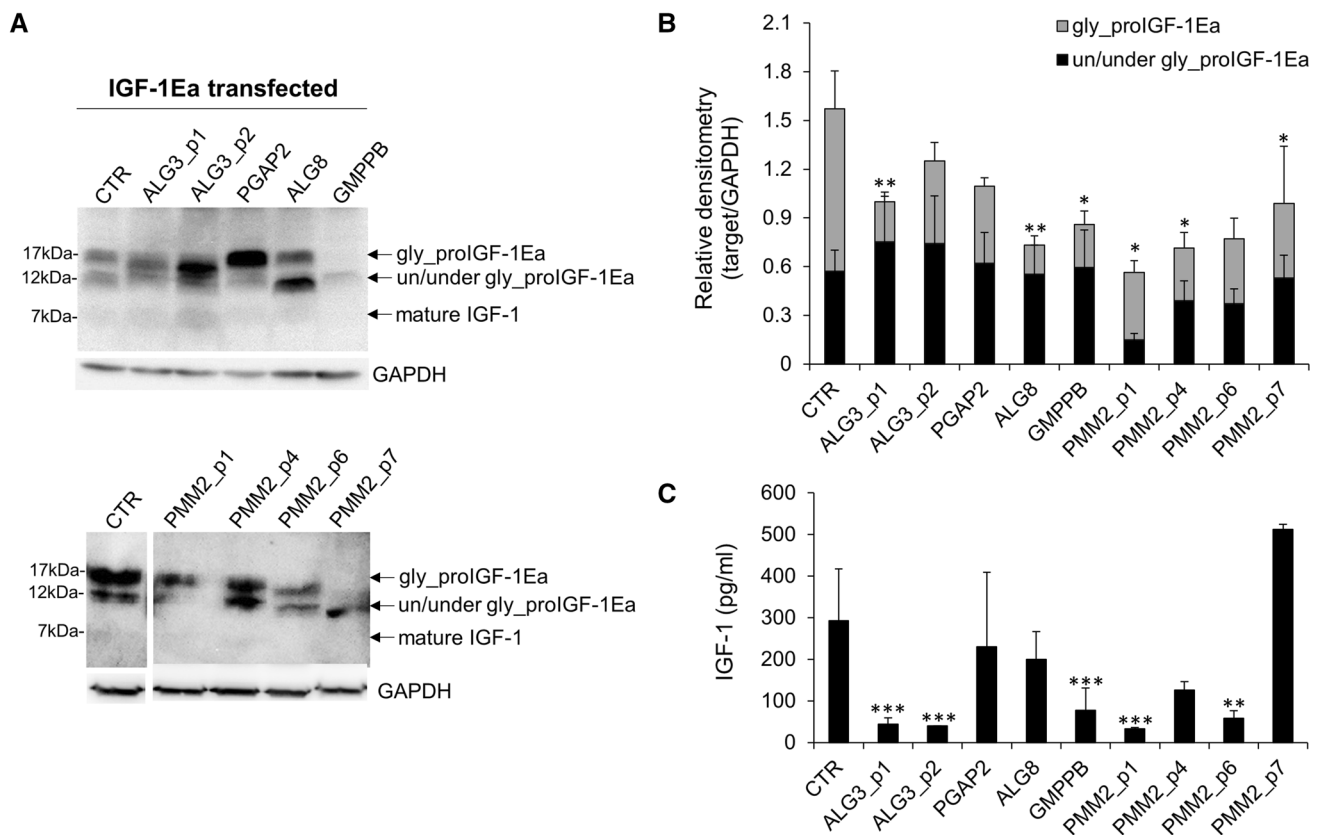 A
IGF-1Ea transfected
CTR
ALG3_p1
ALG3_p2
PGAP2
ALG8
GMPPB
17kDa-
gly_proIGF-1Ea
12kDa-
un/under gly_proIGF-1Ea
7kDa-
mature IGF-1
GAPDH
CTR
PMM2_p1
PMM2_p4
PMM2_p6
PMM2_p7
17kDa-
gly_proIGF-1Ea
12kDa-
un/under gly_proIGF-1Ea
7kDa-
mature IGF-1
GAPDH
B
Relative densitometry
(target/GAPDH)
2.1
1.8
1.5
1.2
0.9
0.6
0.3
0
gly_proIGF-1Ea
un/under gly_proIGF-1Ea
**
**
*
*
*
*
CTR
ALG3_p1
ALG3_p2
PGAP2
ALG8
GMPPB
PMM2_p1
PMM2_p4
PMM2_p6
PMM2_p7
C
IGF-1 (pg/ml)
600
500
400
300
200
100
0
***
***
***
***
**
CTR
ALG3_p1
ALG3_p2
PGAP2
ALG8
GMPPB
PMM2_p1
PMM2_p4
PMM2_p6
PMM2_p7